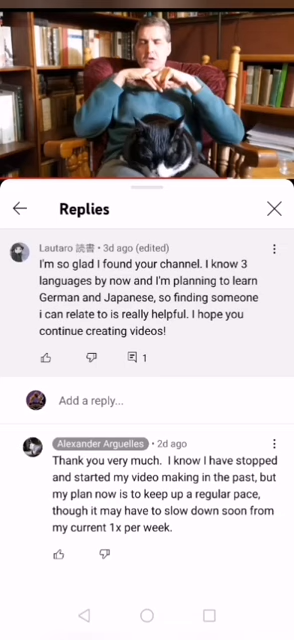 Replies
Lautaro 読書 • 3d ago (edited)
I'm so glad I found your channel. I know 3
languages by now and I'm planning to learn
German and Japanese, so finding someone
i can relate to is really helpful. I hope you
continue creating videos!
1
Add a reply...
Alexander Arguelles • 2d ago
Thank you very much. I know I have stopped
and started my video making in the past, but
my plan now is to keep up a regular pace,
though it may have to slow down soon from
my current 1x per week.